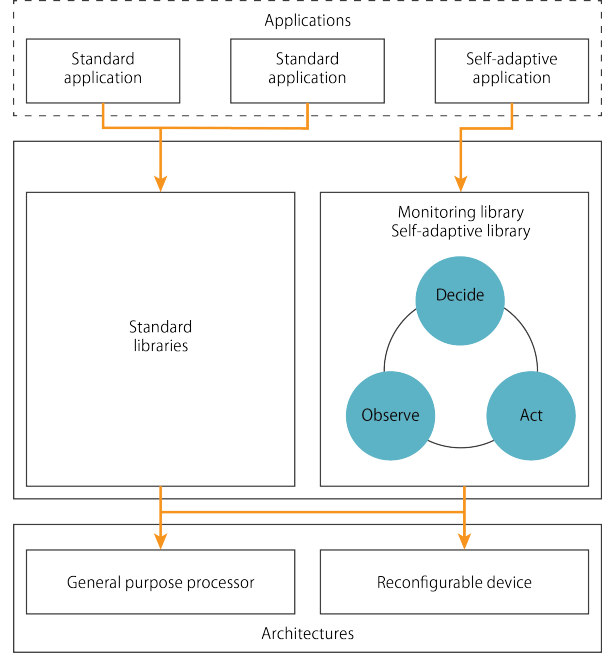 Applications
Standard
application
Standard
application
Self-adaptive
application
Standard
libraries
Monitoring library
Self-adaptive library
Decide
Observe
Act
General purpose processor
Reconfigurable device
Architectures